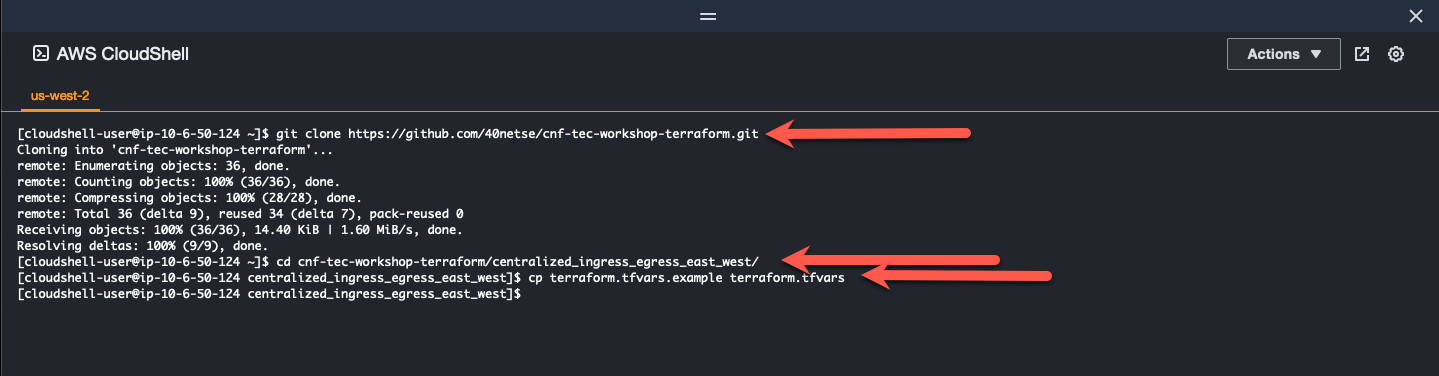 AWS CloudShell
Actions
us-west-2
[cloudshell-user@ip-10-6-50-124 ~]$ git clone https://github.com/40netse/cnf-tec-workshop-terraform.git
Cloning into 'cnf-tec-workshop-terraform'...
remote: Enumerating objects: 36, done.
remote: Counting objects: 100% (36/36), done.
remote: Compressing objects: 100% (28/28), done.
remote: Total 36 (delta 9), reused 34 (delta 7), pack-reused 0
Receiving objects: 100% (36/36), 14.40 KiB | 1.60 MiB/s, done.
Resolving deltas: 100% (9/9), done.
[cloudshell-user@ip-10-6-50-124 ~]$ cd cnf-tec-workshop-terraform/centralized_ingress_egress_east_west/
[cloudshell-user@ip-10-6-50-124 centralized_ingress_egress_east_west]$ cp terraform.tfvars.example terraform.tfvars
[cloudshell-user@ip-10-6-50-124 centralized_ingress_egress_east_west]$